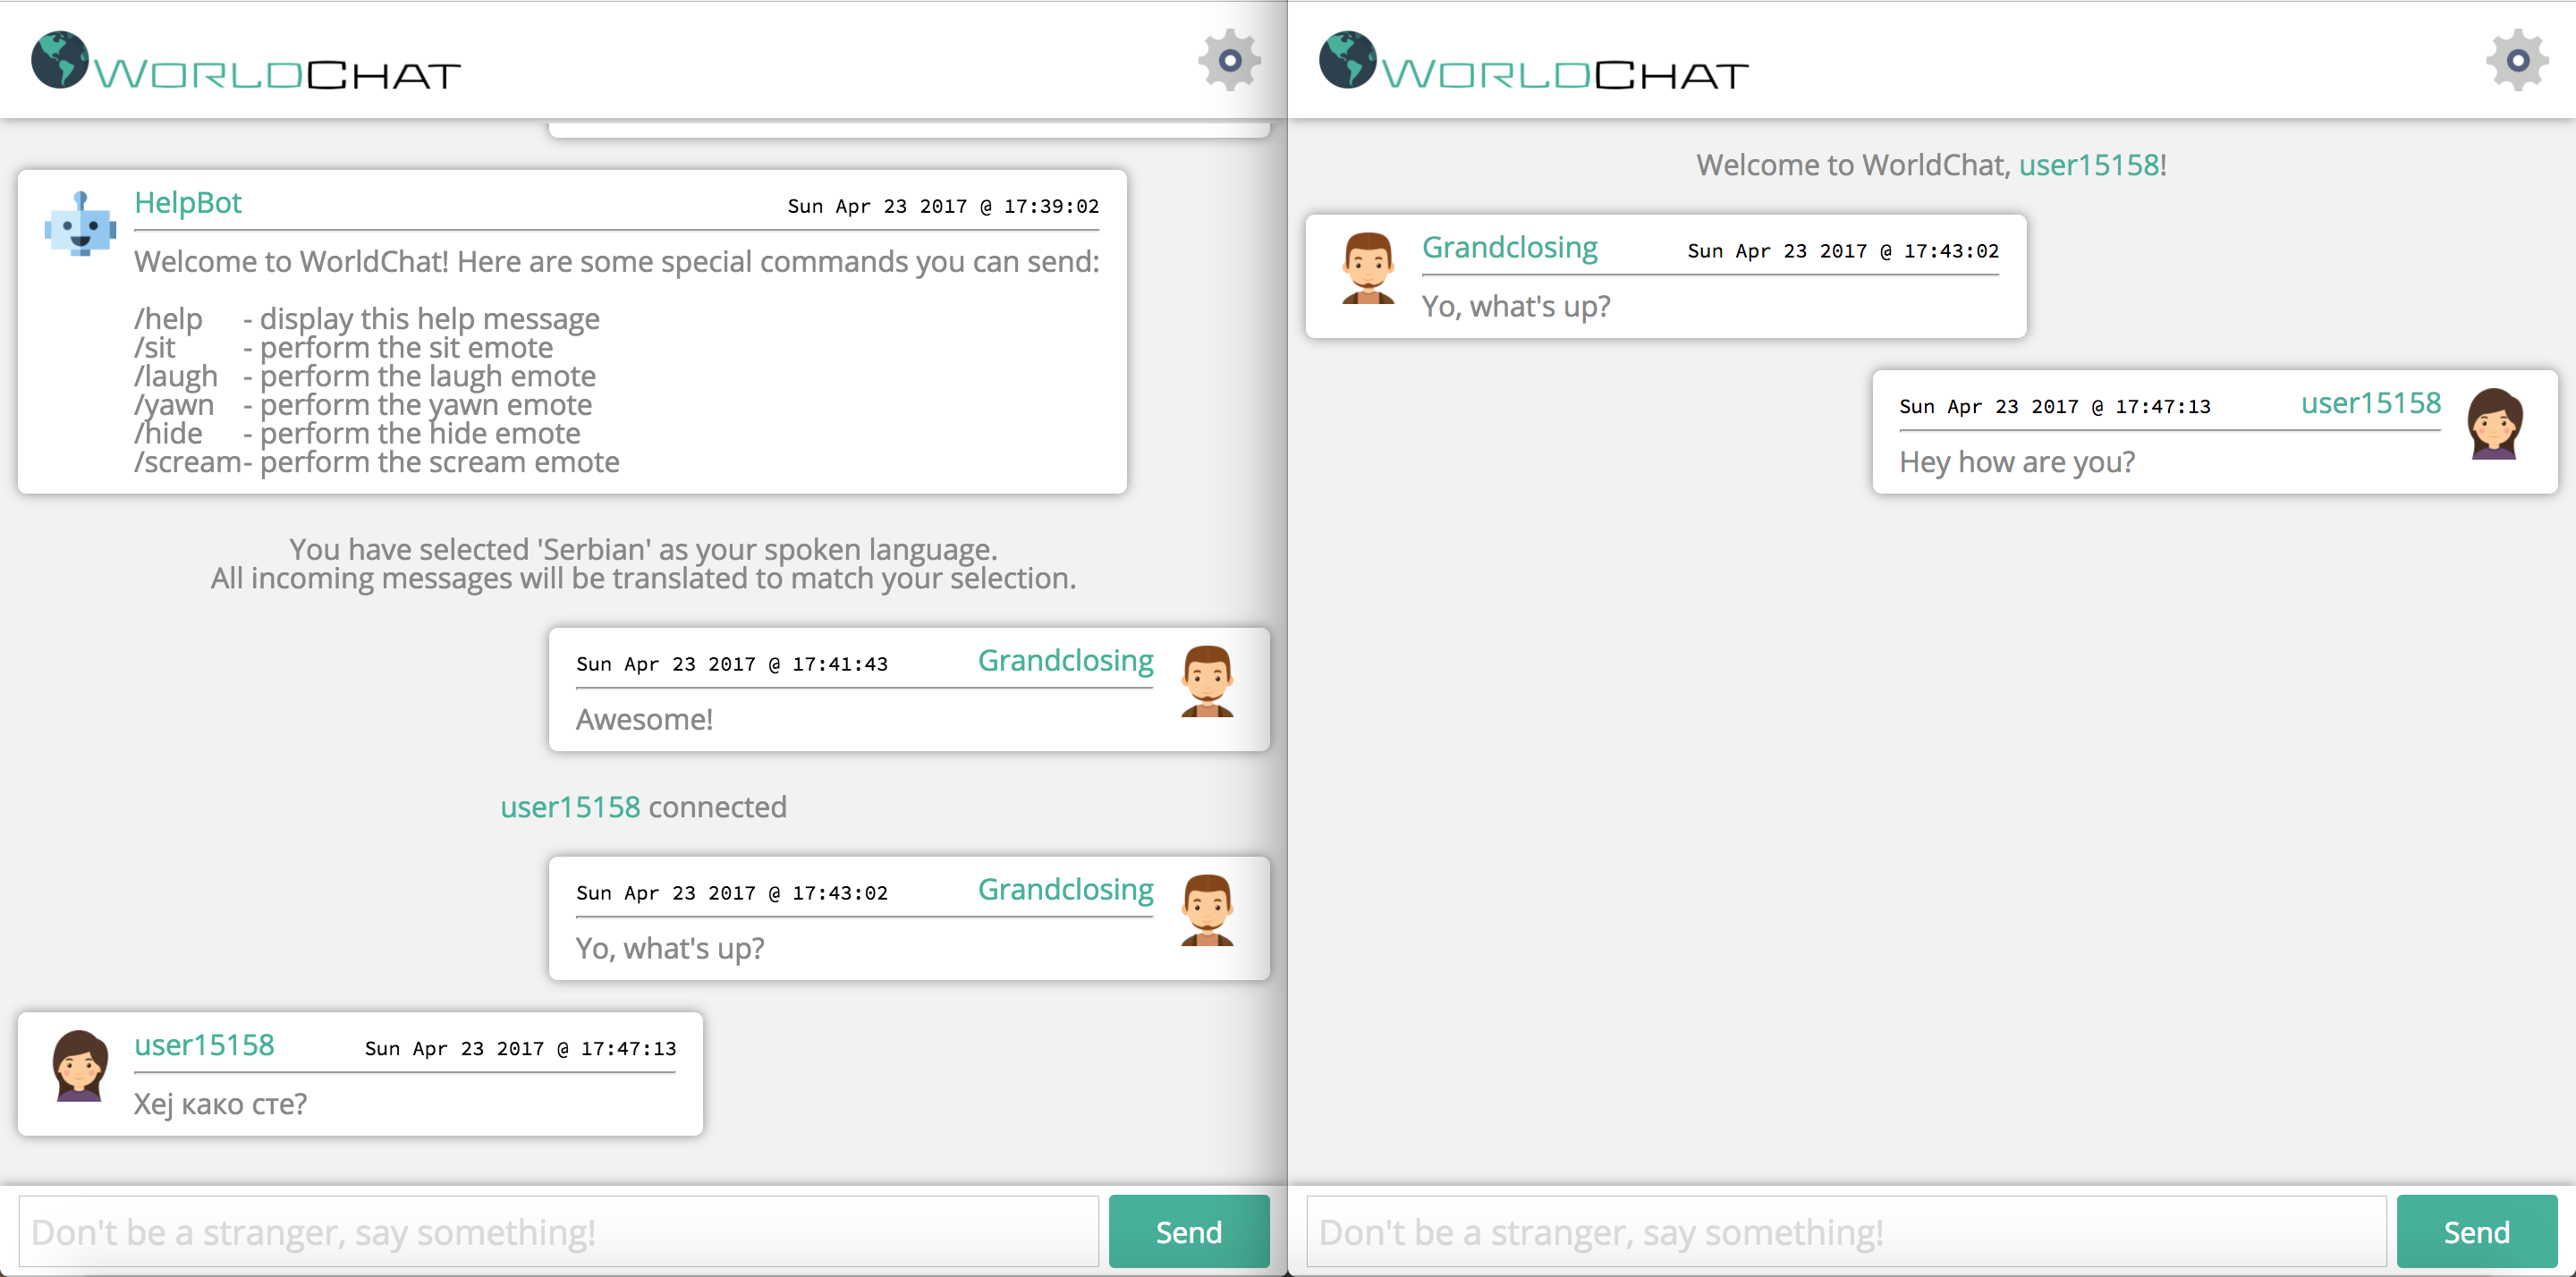 WORLDCHAT
HelpBot Sun Apr 23 2017 @ 17:39:02
Welcome to WorldChat! Here are some special commands you can send:
/help - display this help message
/sit - perform the sit emote
/laugh - perform the laugh emote
/yawn - perform the yawn emote
/hide - perform the hide emote
/scream - perform the scream emote
You have selected 'Serbian' as your spoken language.
All incoming messages will be translated to match your selection.
Sun Apr 23 2017 @ 17:41:43 Grandclosing
Awesome!
user15158 connected
Sun Apr 23 2017 @ 17:43:02 Grandclosing
Yo, what's up?
user15158 Sun Apr 23 2017 @ 17:47:13
Хеј како сте?
Don't be a stranger, say something! Send
WORLDCHAT
Welcome to WorldChat, user15158!
Grandclosing Sun Apr 23 2017 @ 17:43:02
Yo, what's up?
Sun Apr 23 2017 @ 17:47:13 user15158
Hey how are you?
Don't be a stranger, say something! Send